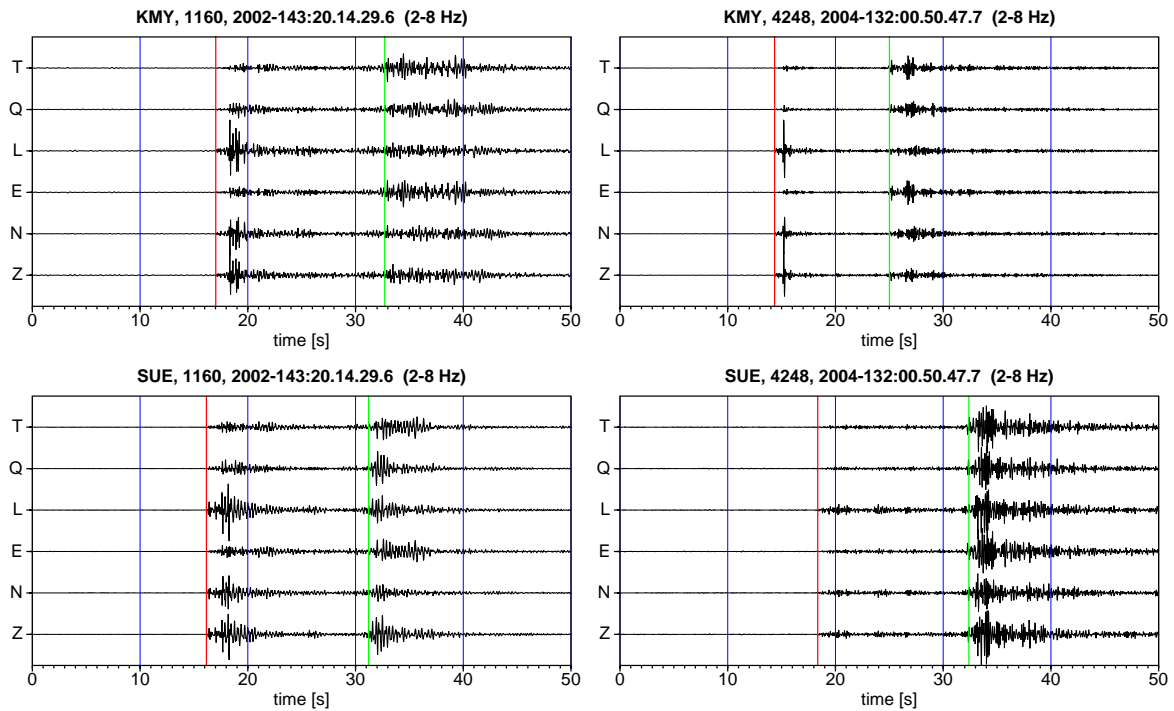 KMY, 1160, 2002-143:20.14.29.6 (2-8 Hz)
T
Q
L
E
N
Z
0 10 20 30 40 50
time [s]
KMY, 4248, 2004-132:00.50.47.7 (2-8 Hz)
T
Q
L
E
N
Z
0 10 20 30 40 50
time [s]
SUE, 1160, 2002-143:20.14.29.6 (2-8 Hz)
T
Q
L
E
N
Z
0 10 20 30 40 50
time [s]
SUE, 4248, 2004-132:00.50.47.7 (2-8 Hz)
T
Q
L
E
N
Z
0 10 20 30 40 50
time [s]